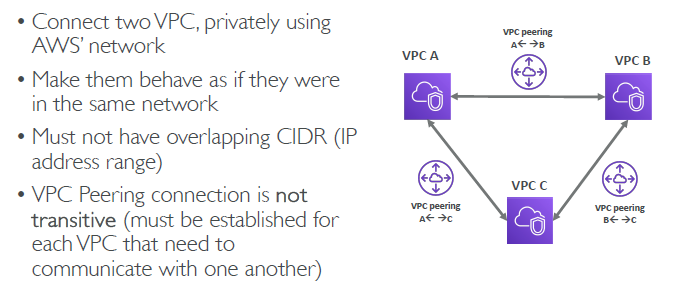 • Connect two VPC, privately using
AWS' network
• Make them behave as if they were
in the same network
• Must not have overlapping CIDR (IP
address range)
• VPC Peering connection is not
transitive (must be established for
each VPC that need to
communicate with one another)
VPC peering
A← →B
VPC A
VPC B
VPC peering
A← →C
VPC C
VPC peering
B← →C